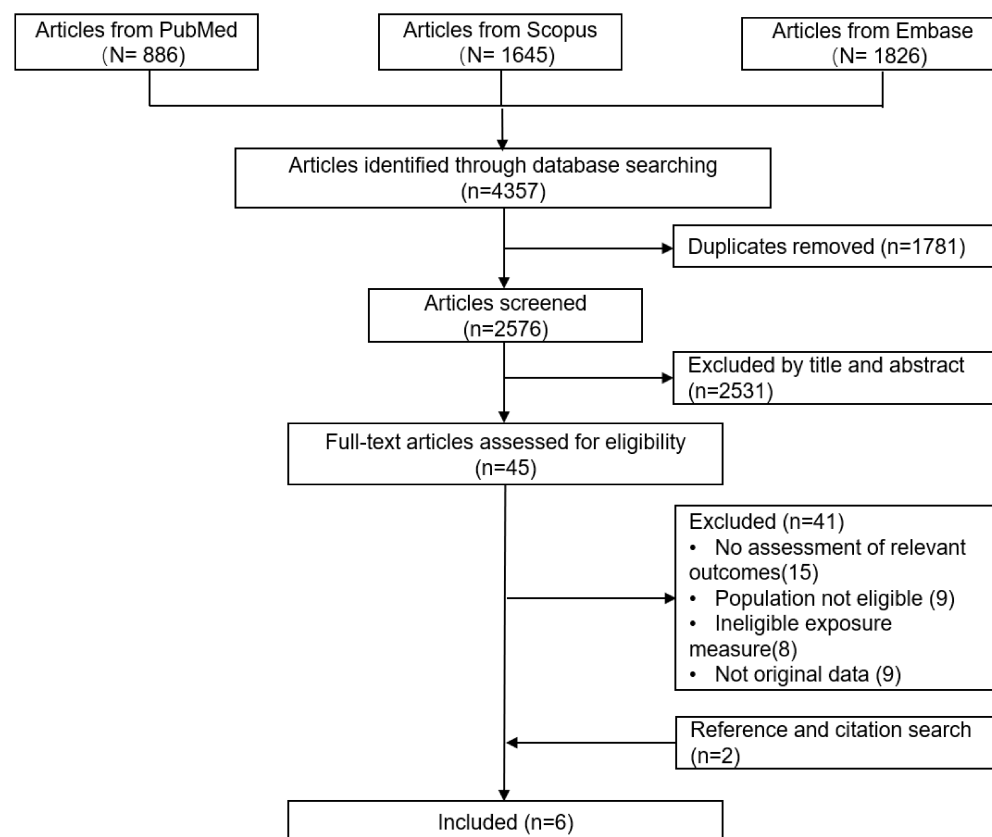 Articles from PubMed
(N= 886)
Articles from Scopus
(N= 1645)
Articles from Embase
(N= 1826)
Articles identified through database searching
(n=4357)
Duplicates removed (n=1781)
Articles screened
(n=2576)
Excluded by title and abstract
(n=2531)
Full-text articles assessed for eligibility
(n=45)
Excluded (n=41)
• No assessment of relevant
outcomes(15)
• Population not eligible (9)
• Ineligible exposure
measure(8)
• Not original data (9)
Reference and citation search
(n=2)
Included (n=6)